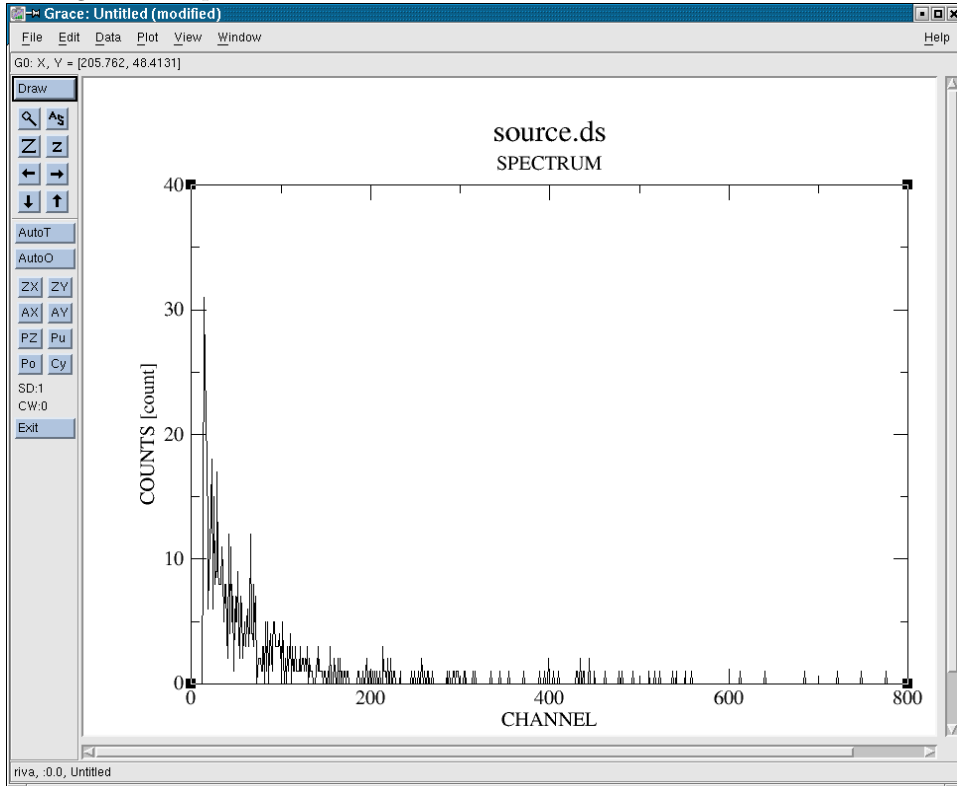 Grace: Untitled (modified)
File Edit Data Plot View Window Help
G0: X, Y = [205.762, 48.4131]
Draw
AS
Z z
AutoT
AutoO
ZX ZY
AX AY
PZ Pu
Po Cy
SD:1
CW:0
Exit
source.ds
SPECTRUM
40
30
20
10
0
COUNTS [count]
0 200 400 600 800
CHANNEL
riva, :0.0, Untitled